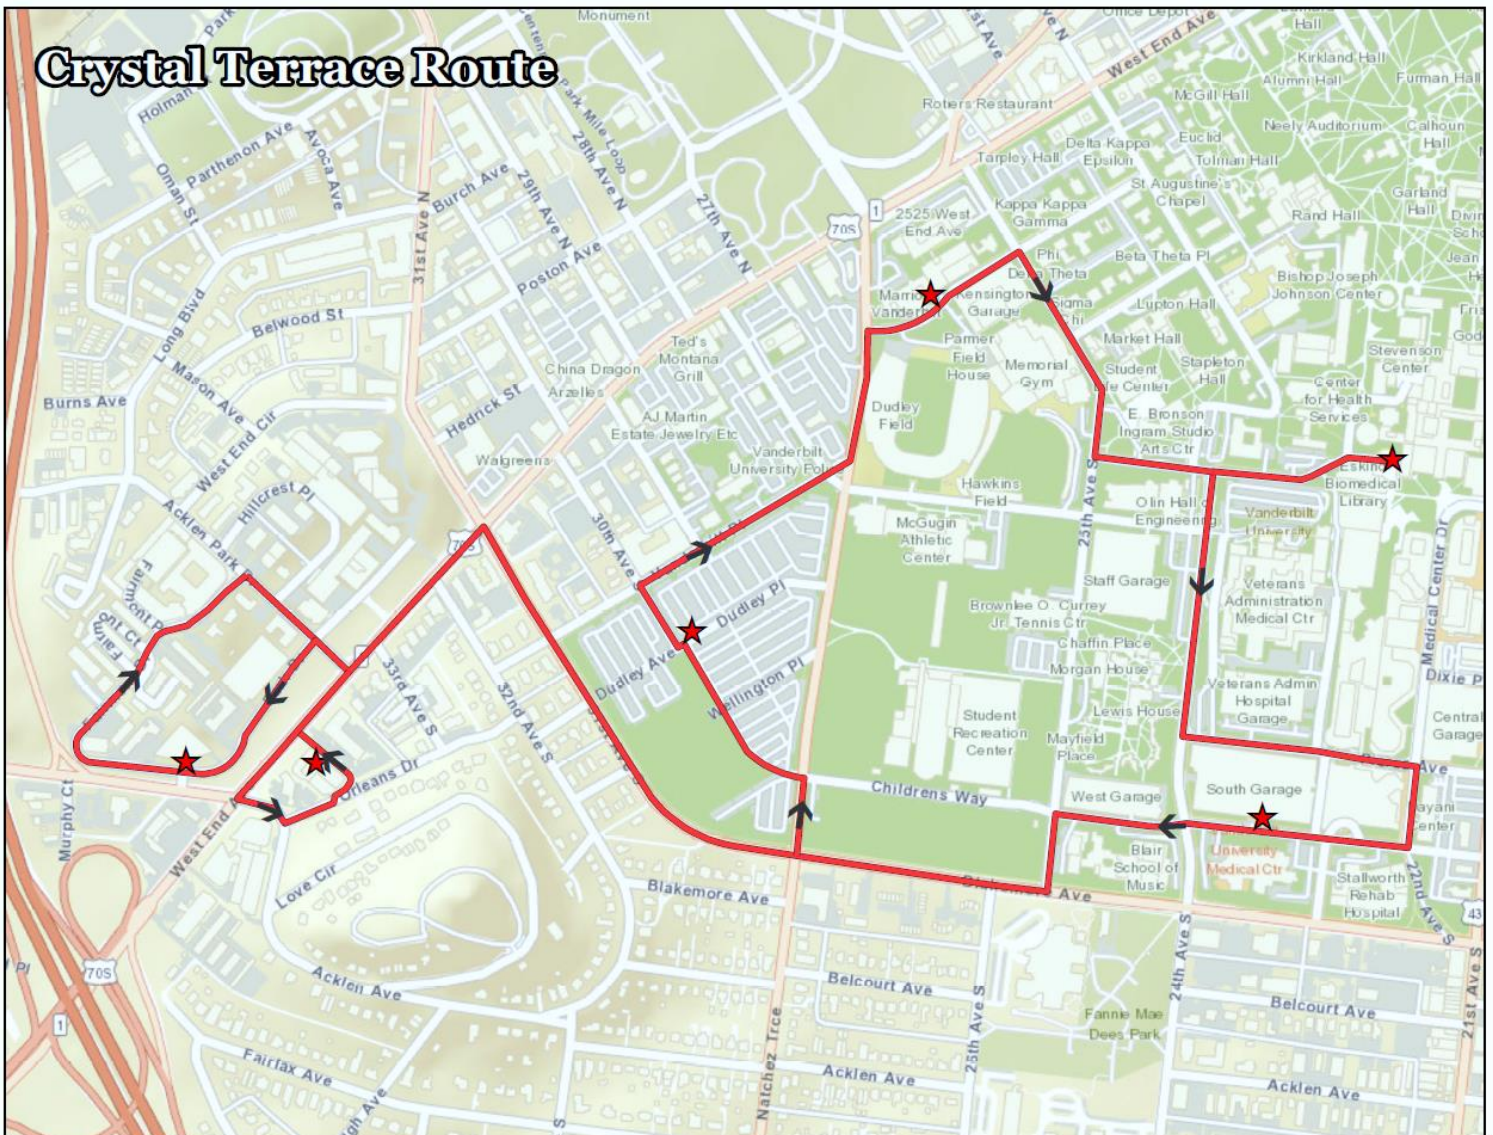 Crystal Terrace Route
Monument
Office Depot
Hall
West End Ave
Kirkland Hall
Alumni Hall
Furman Hall
McGill Hall
Rotiers Restaurant
Holman
Parthenon Ave
Avoca Ave
Oman St
31st Ave N
Burch Ave
29th Ave N
28th Ave N
Park Mile Loop
27th Ave N
Poston Ave
Neely Auditorium
Calhoun
Hall
Euclid
Delta Kappa
Epsilon
Tarpley Hall
Tolman Hall
St Augustine's
Chapel
Garland
Hall
Rand Hall
Kappa Kappa
Gamma
2525 West
End Ave
1
70S
Phi
Delta Theta
Beta Theta PI
Bishop Joseph
Johnson Center
Kensington
Garage
Sigma
Chi
Lupton Hall
Long Blvd
Belwood St
Mason Ave
Burns Ave
West End Cir
Hedrick St
Ted's
Montana
Grill
China Dragon
Arzelles
AJ Martin
Estate Jewelry Etc
Walgreens
Vanderbilt
Dudley
Field
Parmer
Field
House
Memorial
Gym
Market Hall
Student
Stapleton
Hall
Stevenson
Center
Center
for Health
Services
E. Bronson
Ingram Studio
Arts Ctr
Biomedical
Library
Hillcrest Pl
Hawkins
Field
25th Ave S
Engineering
Vanderbilt
University
McGugin
Athletic
Center
Staff Garage
Veterans
Administration
Medical Ctr
Medical Center Dr
Dudley Pl
Dudley Ave
Wellington Pl
Brownlee O. Currey
Jr. Tennis Ctr
Chaffin Place
Morgan House
Lewis House
Mayfield
Place
Veterans Admin
Hospital
Garage
Central
Garage
33rd Ave S
32nd Ave S
Student
Recreation
Center
Childrens Way
West Garage
South Garage
Blair
School of
Music
University
Medical Ctr
Stallworth
Rehab
Hospital
22nd Ave S
43
Murphy Ct
Orleans Dr
Love Cir
Blakemore Ave
24th Ave S
21st Ave S
70S
1
Acklen Ave
Belcourt Ave
Fannie Mae
Dees Park
Belcourt Ave
Fairfax Ave
Natchez Trce
Acklen Ave
Acklen Ave